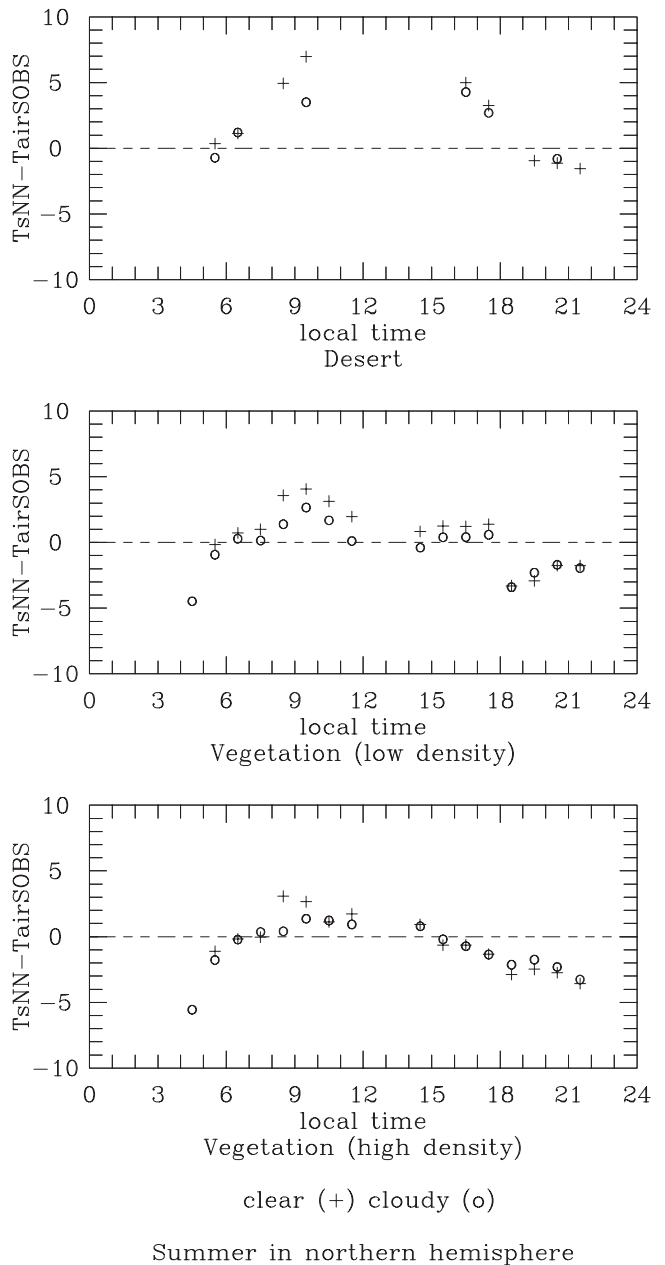 10
5
0
−5
−10
TsNN−TairSOBS
0 3 6 9 12 15 18 21 24
local time
Desert
10
5
0
−5
−10
TsNN−TairSOBS
0 3 6 9 12 15 18 21 24
local time
Vegetation (low density)
10
5
0
−5
−10
TsNN−TairSOBS
0 3 6 9 12 15 18 21 24
local time
Vegetation (high density)
clear (+) cloudy (o)
Summer in northern hemisphere